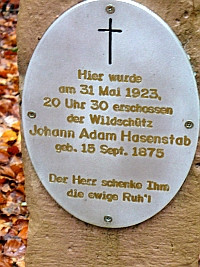 Hier wurde
am 31 Mai 1923,
20 Uhr 30 erschossen
der Wildschütz
Johann Adam Hasenstab
geb. 15 Sept. 1875
Der Herr schenke Ihm
die ewige Ruh'!